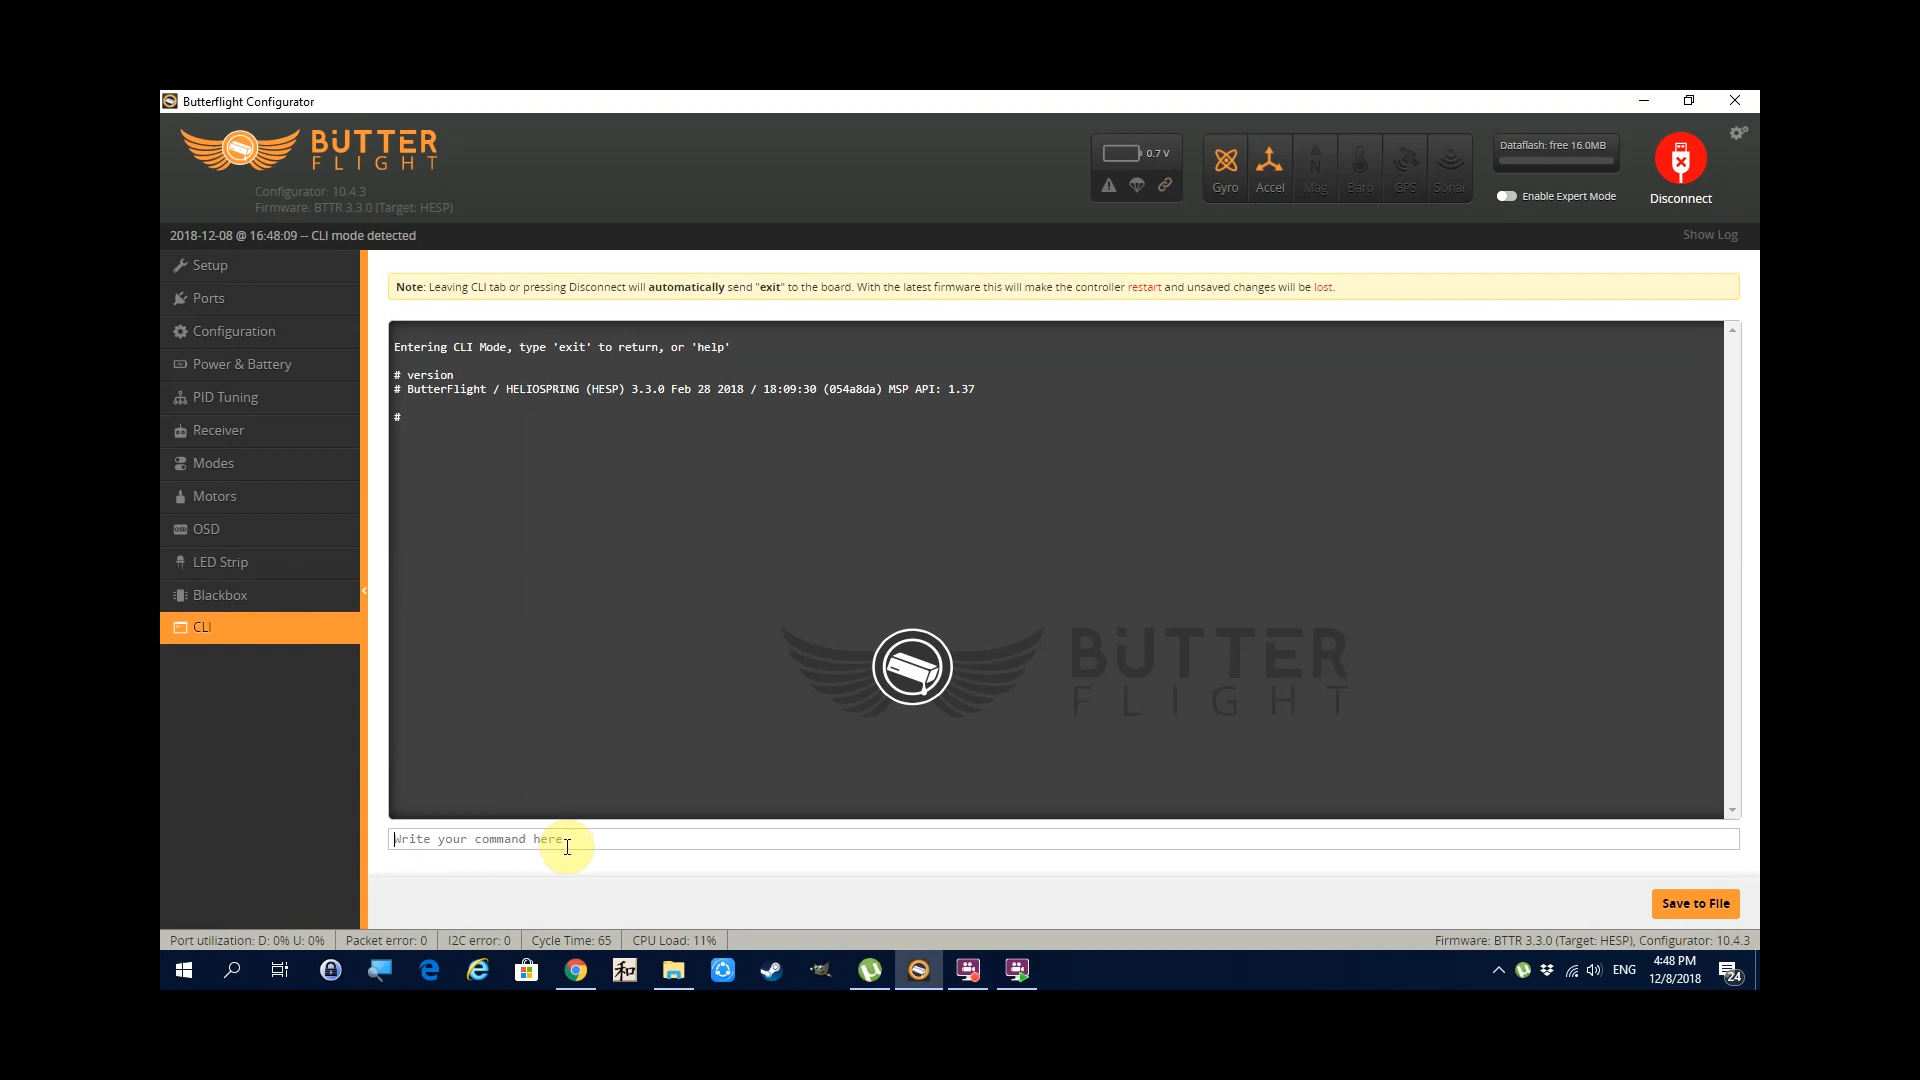 Butterflight Configurator
BUTTER
FLIGHT
Configurator: 10.4.3
Firmware: BTTR 3.3.0 (Target: HESP)
0.7 V
Gyro
Accel
Mag
Baro
GPS
Sonar
Dataflash: free 16.0MB
Enable Expert Mode
Disconnect
2018-12-08 @ 16:48:09 -- CLI mode detected
Show Log
Setup
Ports
Configuration
Power & Battery
PID Tuning
Receiver
Modes
Motors
OSD
LED Strip
Blackbox
CLI
Note: Leaving CLI tab or pressing Disconnect will automatically send "exit" to the board. With the latest firmware this will make the controller restart and unsaved changes will be lost.
Entering CLI Mode, type 'exit' to return, or 'help'
# version
# ButterFlight / HELIOSPRING (HESP) 3.3.0 Feb 28 2018 / 18:09:30 (054a8da) MSP API: 1.37
#
BUTTER
FLIGHT
Write your command here
Save to File
Port utilization: D: 0% U: 0%
Packet error: 0
I2C error: 0
Cycle Time: 65
CPU Load: 11%
Firmware: BTTR 3.3.0 (Target: HESP), Configurator: 10.4.3
和
ENG
4:48 PM
12/8/2018
24